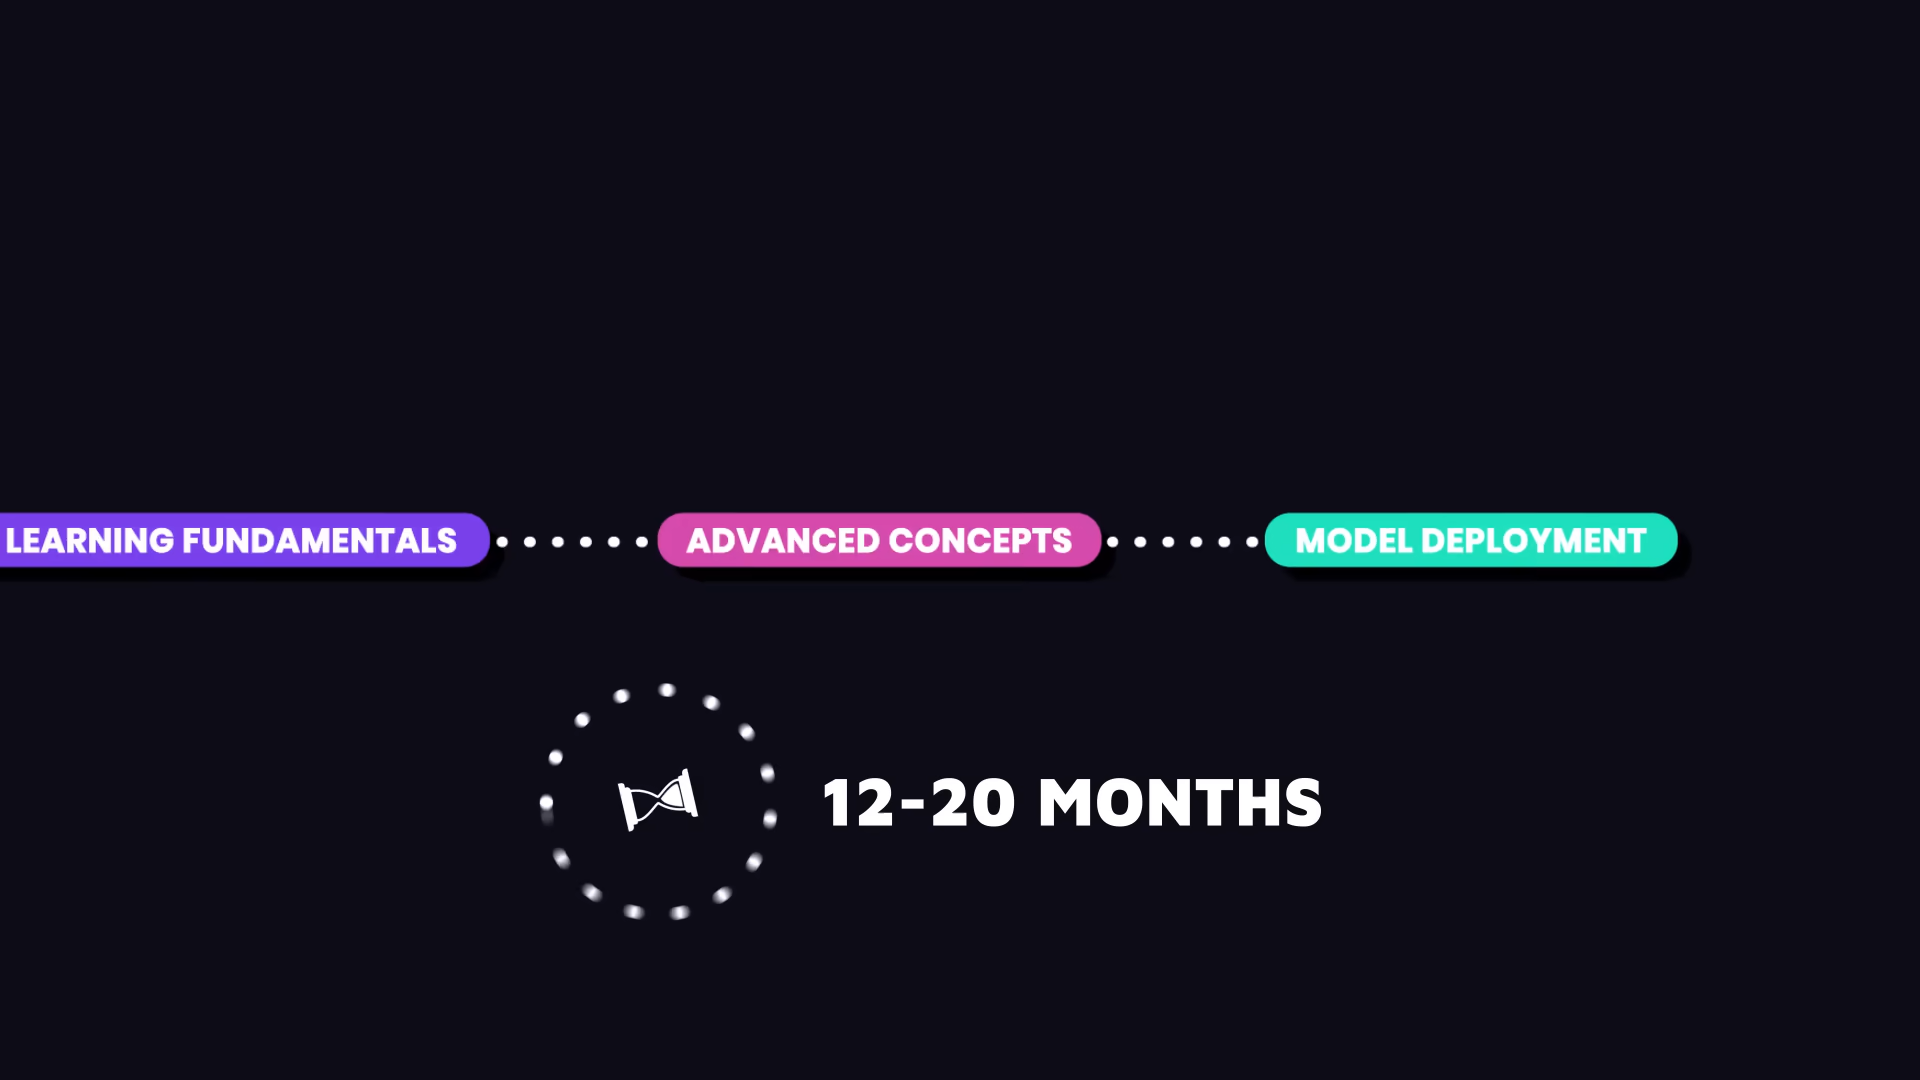 LEARNING FUNDAMENTALS
ADVANCED CONCEPTS
MODEL DEPLOYMENT
12-20 MONTHS